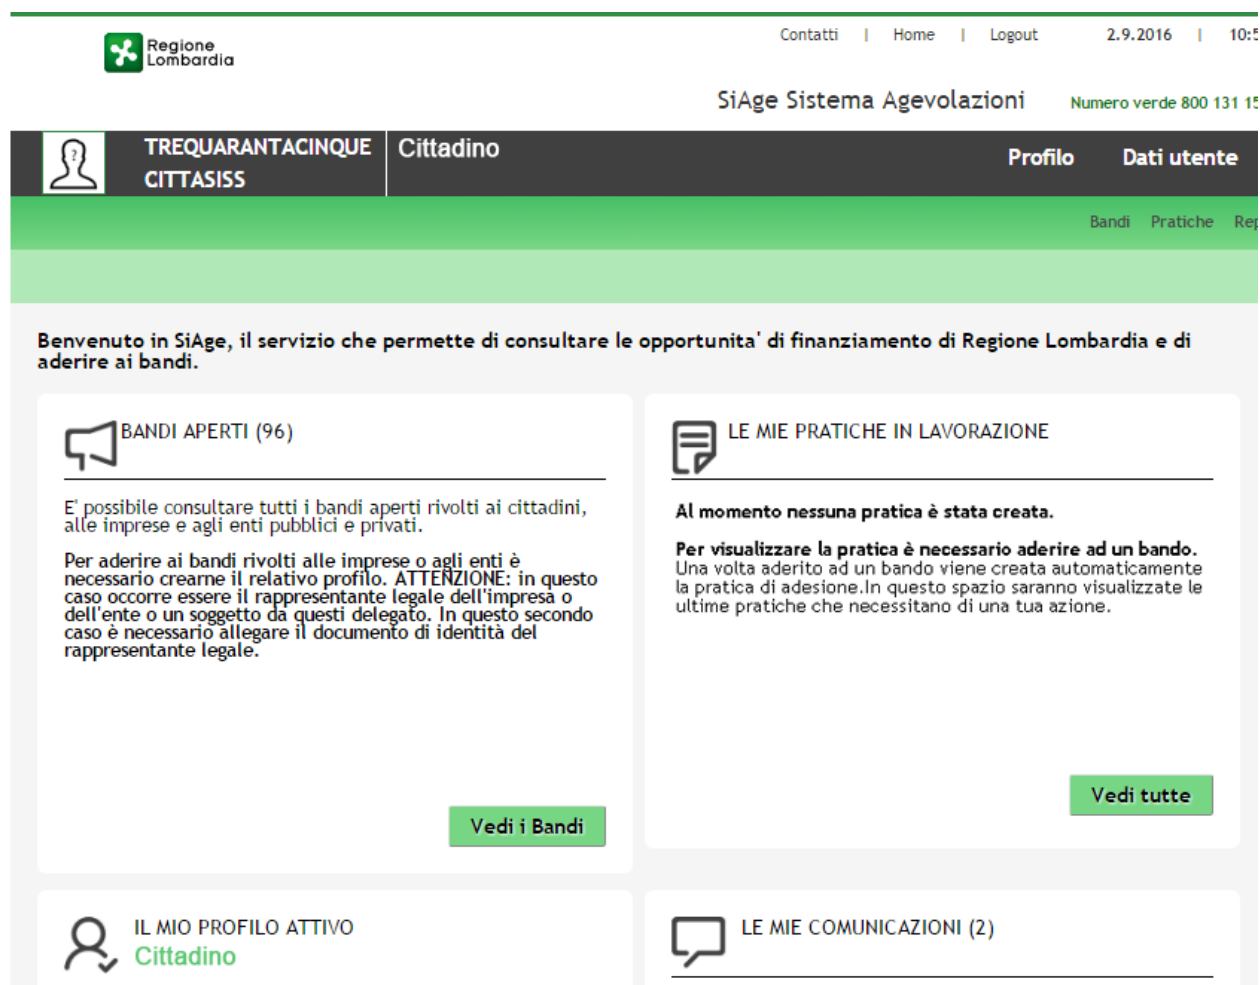 Regione
Lombardia
Contatti | Home | Logout 2.9.2016 |
SiAge Sistema Agevolazioni Numero verde 800 131
TREQUARANTACINQUE
CITTASISS
Cittadino
Profilo Dati utente
Bandi Pratiche
Benvenuto in SiAge, il servizio che permette di consultare le opportunita' di finanziamento di Regione Lombardia e di
aderire ai bandi.
BANDI APERTI (96)
E' possibile consultare tutti i bandi aperti rivolti ai cittadini,
alle imprese e agli enti pubblici e privati.
Per aderire ai bandi rivolti alle imprese o agli enti è
necessario crearne il relativo profilo. ATTENZIONE: in questo
caso occorre essere il rappresentante legale dell'impresa o
dell'ente o un soggetto da questi delegato. In questo secondo
caso è necessario allegare il documento di identità del
rappresentante legale.
Vedi i Bandi
LE MIE PRATICHE IN LAVORAZIONE
Al momento nessuna pratica è stata creata.
Per visualizzare la pratica è necessario aderire ad un bando.
Una volta aderito ad un bando viene creata automaticamente
la pratica di adesione.In questo spazio saranno visualizzate le
ultime pratiche che necessitano di una tua azione.
Vedi tutte
IL MIO PROFILO ATTIVO
Cittadino
LE MIE COMUNICAZIONI (2)